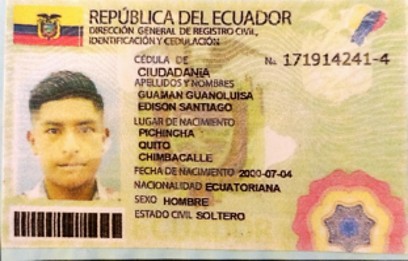 REPÚBLICA DEL ECUADOR
DIRECCIÓN GENERAL DE REGISTRO CIVIL,
IDENTIFICACIÓN Y CEDULACIÓN
CÉDULA DE No. 171914241-4
CIUDADANÍA
APELLIDOS Y NOMBRES
GUAMAN GUANOLUISA
EDISON SANTIAGO
LUGAR DE NACIMIENTO
PICHINCHA
QUITO
CHIMBACALLE
FECHA DE NACIMIENTO 2000-07-04
NACIONALIDAD ECUATORIANA
SEXO HOMBRE
ESTADO CIVIL SOLTERO